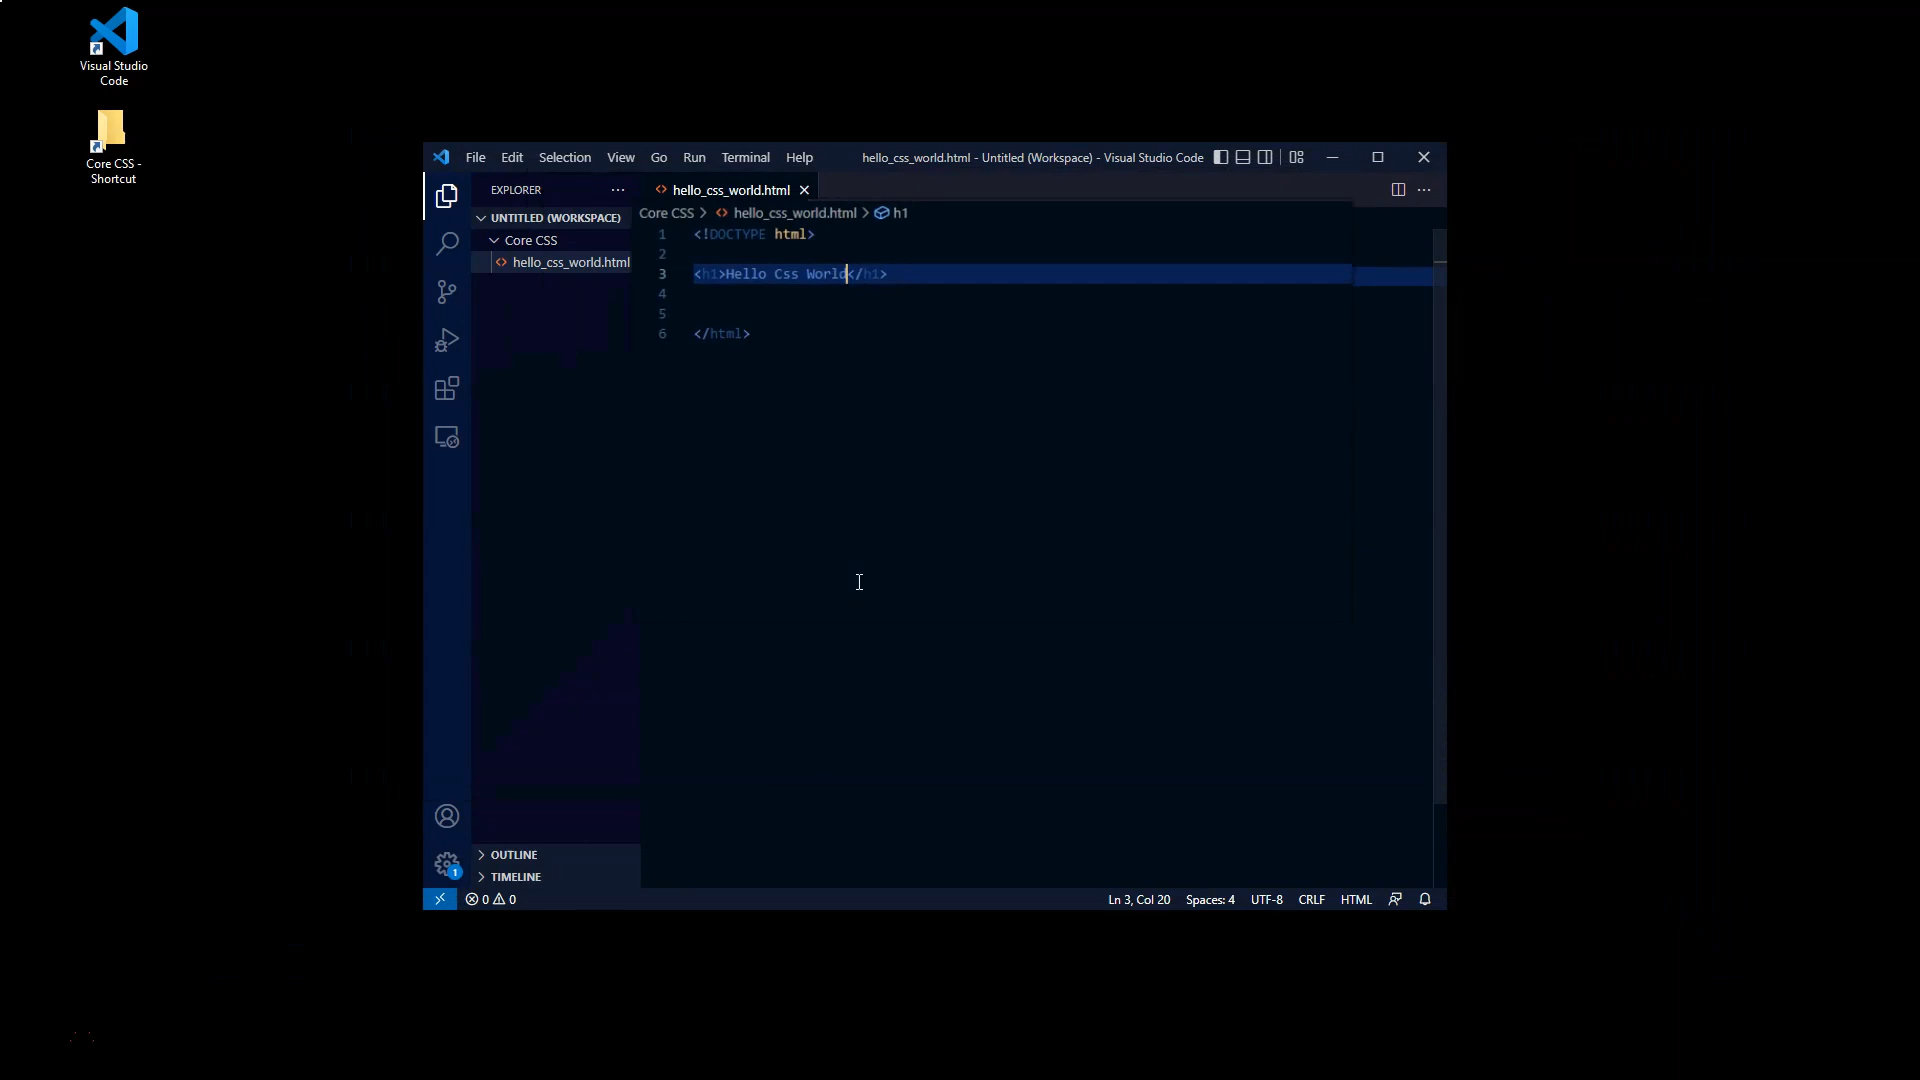 Visual Studio
Code
Core CSS -
Shortcut
File Edit Selection View Go Run Terminal Help
hello_css_world.html - Untitled (Workspace) - Visual Studio Code
EXPLORER
hello_css_world.html
UNTITLED (WORKSPACE)
Core CSS
hello_css_world.html
Core CSS > hello_css_world.html > h1
1 <!DOCTYPE html>
2
3 <h1>Hello Css World</h1>
4
5
6 </html>
1
OUTLINE
TIMELINE
0 0
Ln 3, Col 20 Spaces: 4 UTF-8 CRLF HTML